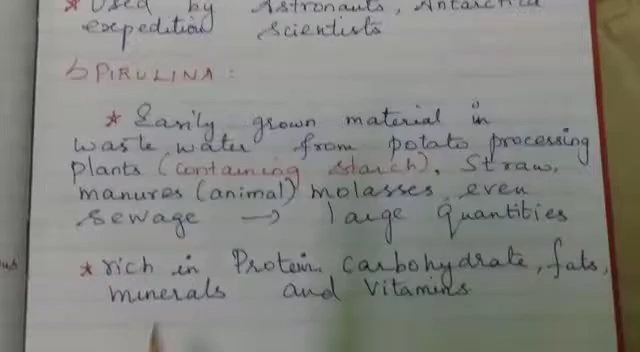 * Used by Astronauts, Antarctica
expedition scientists
SPIRULINA :
* Easily grown material in
waste water from potato processing
plants (containing starch), straw,
manures (animal) molasses, even
sewage → large quantities
* rich in Protein, carbohydrate, fats,
minerals and vitamins